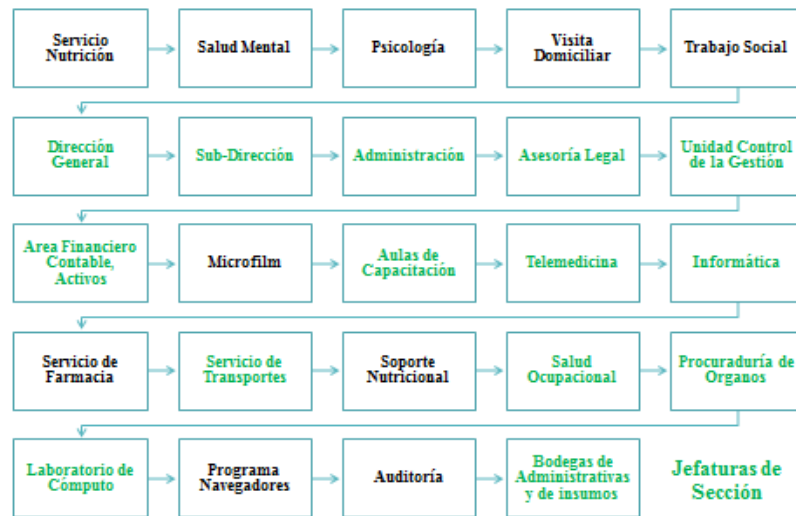 Servicio
Nutrición
Salud Mental
Psicología
Visita
Domiciliar
Trabajo Social
Dirección
General
Sub-Dirección
Administración
Asesoría Legal
Unidad Control
de la Gestión
Area Financiero
Contable,
Activos
Microfilm
Aulas de
Capacitación
Telemedicina
Informática
Servicio de
Farmacia
Servicio de
Transportes
Soporte
Nutricional
Salud
Ocupacional
Procuraduría de
Organos
Laboratorio de
Cómputo
Programa
Navegadores
Auditoría
Bodegas de
Administrativas
y de insumos
Jefaturas de
Sección